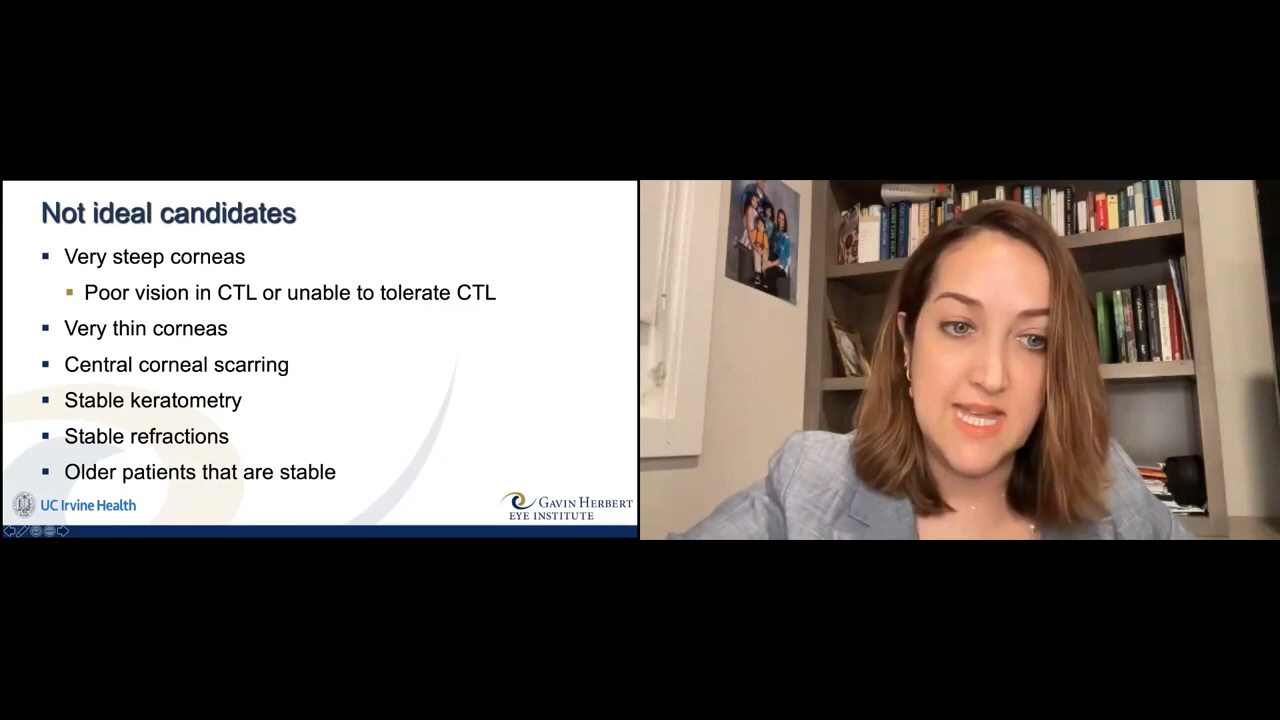 Not ideal candidates
Very steep corneas
Poor vision in CTL or unable to tolerate CTL
Very thin corneas
Central corneal scarring
Stable keratometry
Stable refractions
Older patients that are stable
UC Irvine Health
GAVIN HERBERT
EYE INSTITUTE